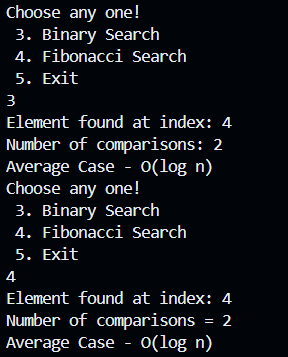 Choose any one!
3. Binary Search
4. Fibonacci Search
5. Exit
3
Element found at index: 4
Number of comparisons: 2
Average Case - O(log n)
Choose any one!
3. Binary Search
4. Fibonacci Search
5. Exit
4
Element found at index: 4
Number of comparisons = 2
Average Case - O(log n)